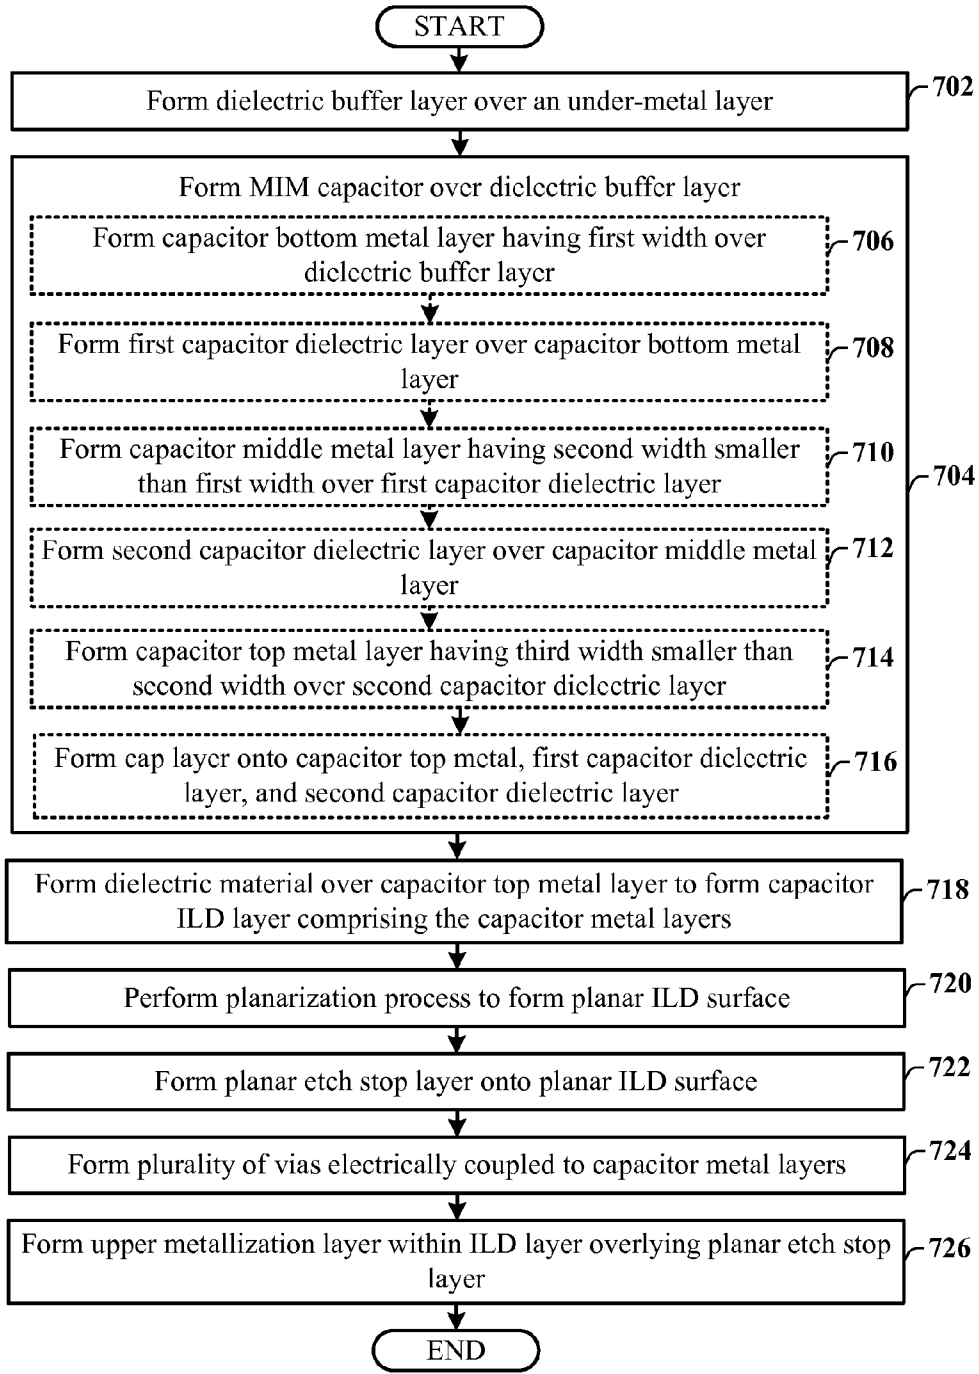 START
Form dielectric buffer layer over an under-metal layer
702
Form MIM capacitor over dielectric buffer layer
Form capacitor bottom metal layer having first width over
dielectric buffer layer
706
Form first capacitor dielectric layer over capacitor bottom metal
layer
708
Form capacitor middle metal layer having second width smaller
than first width over first capacitor dielectric layer
710
704
Form second capacitor dielectric layer over capacitor middle metal
layer
712
Form capacitor top metal layer having third width smaller than
second width over second capacitor dielectric layer
714
Form cap layer onto capacitor top metal, first capacitor dielectric
layer, and second capacitor dielectric layer
716
Form dielectric material over capacitor top metal layer to form capacitor
ILD layer comprising the capacitor metal layers
718
Perform planarization process to form planar ILD surface
720
Form planar etch stop layer onto planar ILD surface
722
Form plurality of vias electrically coupled to capacitor metal layers
724
Form upper metallization layer within ILD layer overlying planar etch stop
layer
726
END